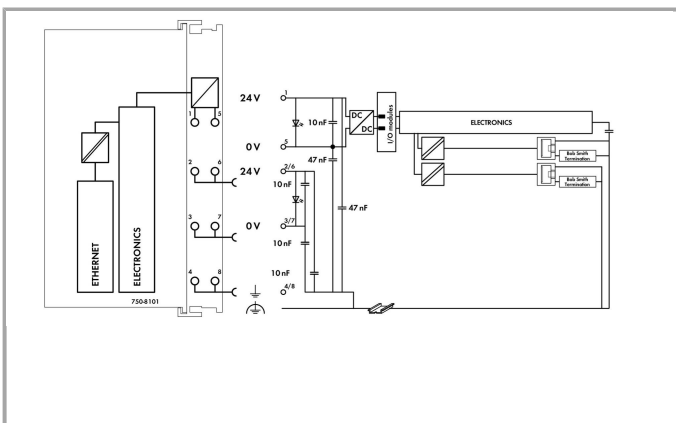 ETHERNET
ELECTRONICS
750-8101
1
5
2
6
3
7
4
8
24 V
1
0 V
5
24 V
2/6
0 V
3/7
4/8
10 nF
47 nF
10 nF
47 nF
10 nF
10 nF
DC
DC
I/O modules
ELECTRONICS
Bob Smith
Termination
Bob Smith
Termination